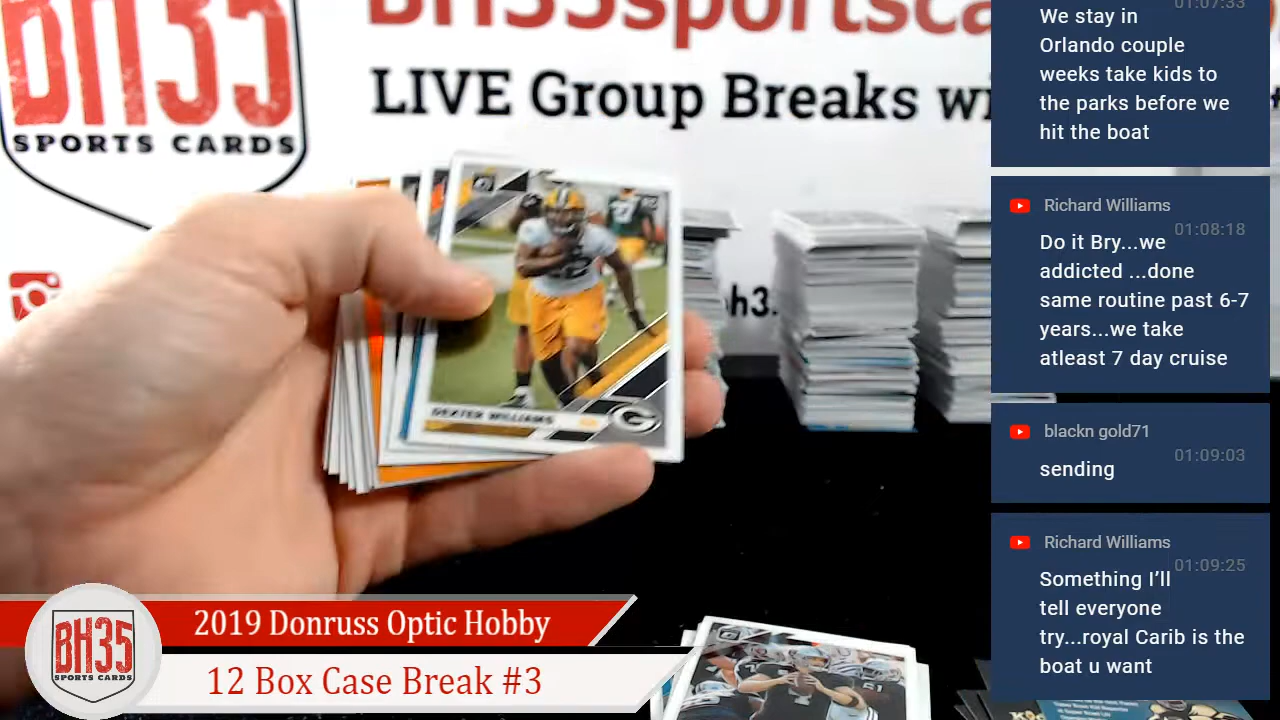 BH35sportsca
LIVE Group Breaks wi
BH35
SPORTS CARDS
h3.
DEXTER WILLIAMS
2019 Donruss Optic Hobby
12 Box Case Break #3
BH35
SPORTS CARDS
01:07:33
We stay in
Orlando couple
weeks take kids to
the parks before we
hit the boat
Richard Williams
01:08:18
Do it Bry...we
addicted ...done
same routine past 6-7
years...we take
atleast 7 day cruise
blackn gold71
01:09:03
sending
Richard Williams
01:09:25
Something I'll
tell everyone
try...royal Carib is the
boat u want